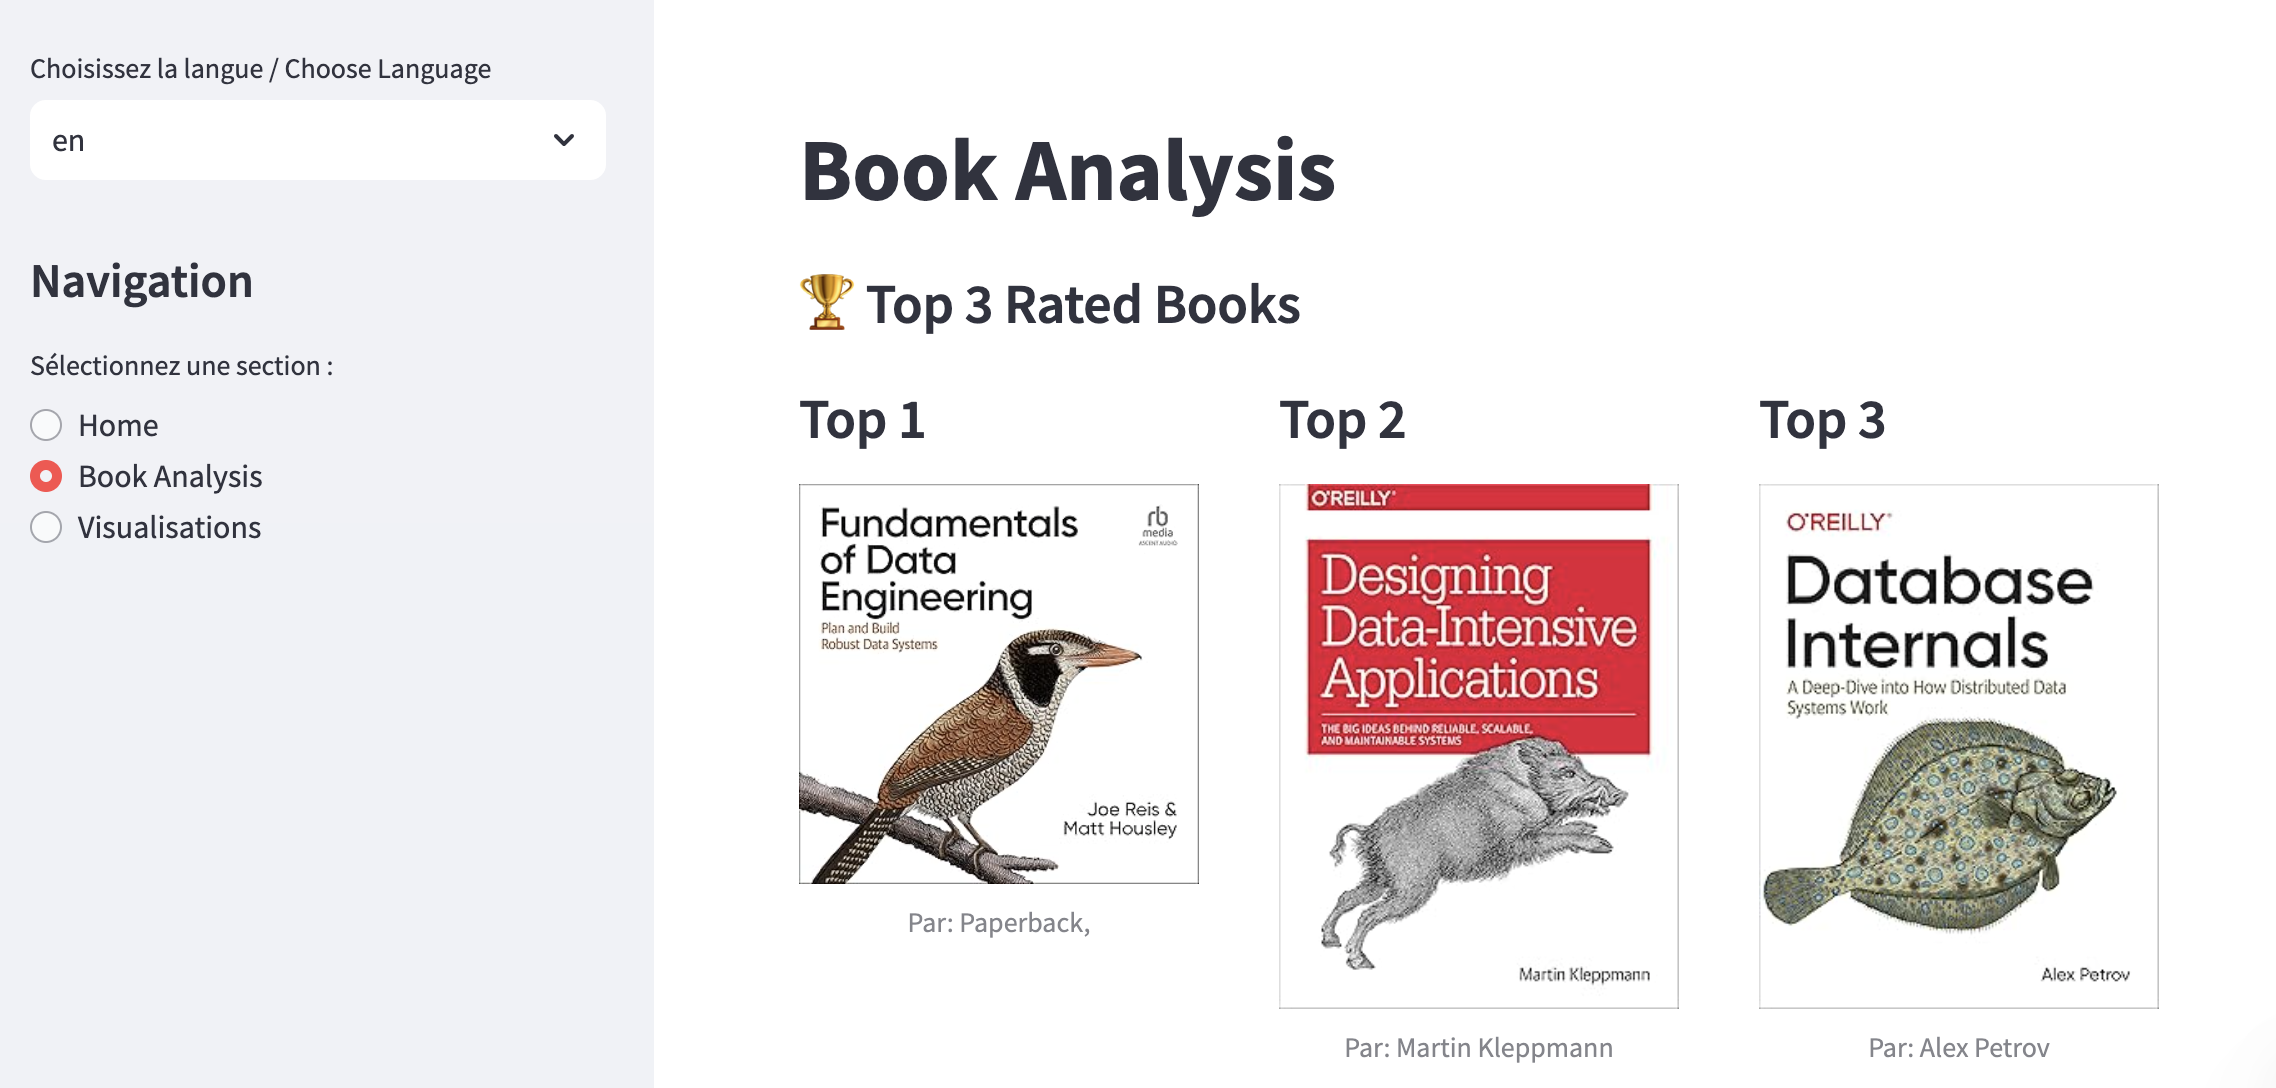 Choisissez la langue / Choose Language
en
Navigation
Sélectionnez une section :
Home
Book Analysis
Visualisations
Book Analysis
🏆 Top 3 Rated Books
Top 1
Fundamentals
of Data
Engineering
Plan and Build
Robust Data Systems
rb
media
ASCENT AUDIO
Joe Reis &
Matt Housley
Par: Paperback,
Top 2
O'REILLY®
Designing
Data-Intensive
Applications
THE BIG IDEAS BEHIND RELIABLE, SCALABLE,
AND MAINTAINABLE SYSTEMS
Martin Kleppmann
Par: Martin Kleppmann
Top 3
O'REILLY®
Database
Internals
A Deep-Dive into How Distributed Data
Systems Work
Alex Petrov
Par: Alex Petrov